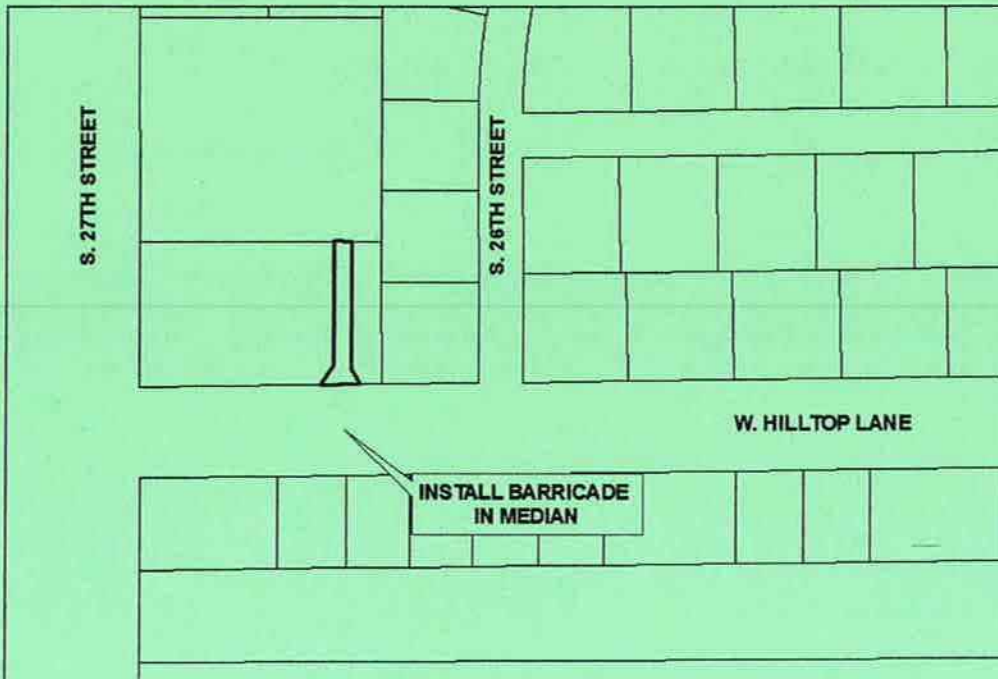 S. 27TH STREET
S. 26TH STREET
W. HILLTOP LANE
INSTALL BARRICADE
IN MEDIAN